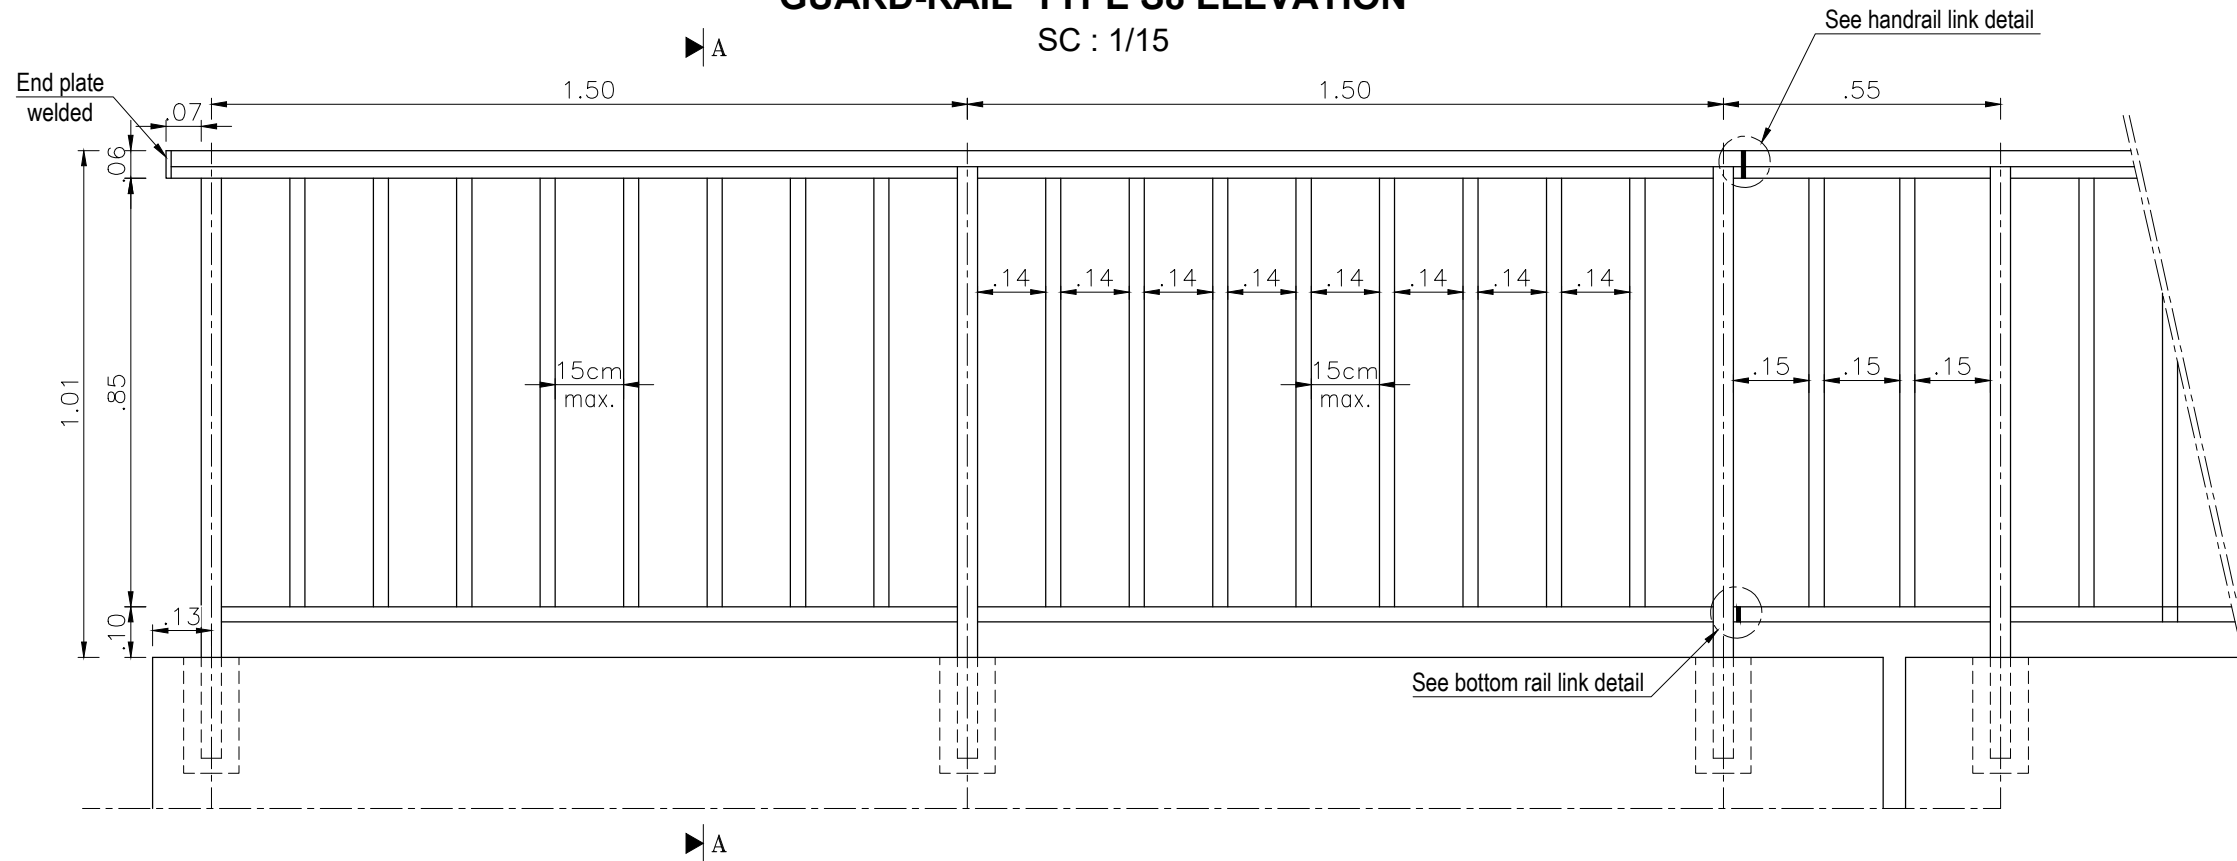 GUARD-RAIL TYPE S8 ELEVATION
SC : 1/15
See handrail link detail
A
End plate
welded
1.50
1.50
.55
.07
.06
.14
.14
.14
.14
.14
.14
.14
.14
15cm
max.
15cm
max.
.15
.15
.15
1.01
.85
.10
.13
See bottom rail link detail
A